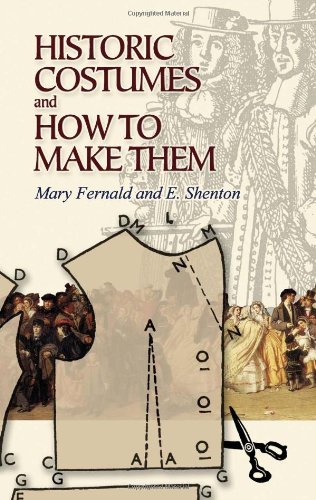 HISTORIC
COSTUMES
and
HOW TO
MAKE THEM
Mary Fernald and E. Shenton
D M L M
D
G
D
N
N
A
O O
I I
O O
I I
O O
A A
E
C C
G G